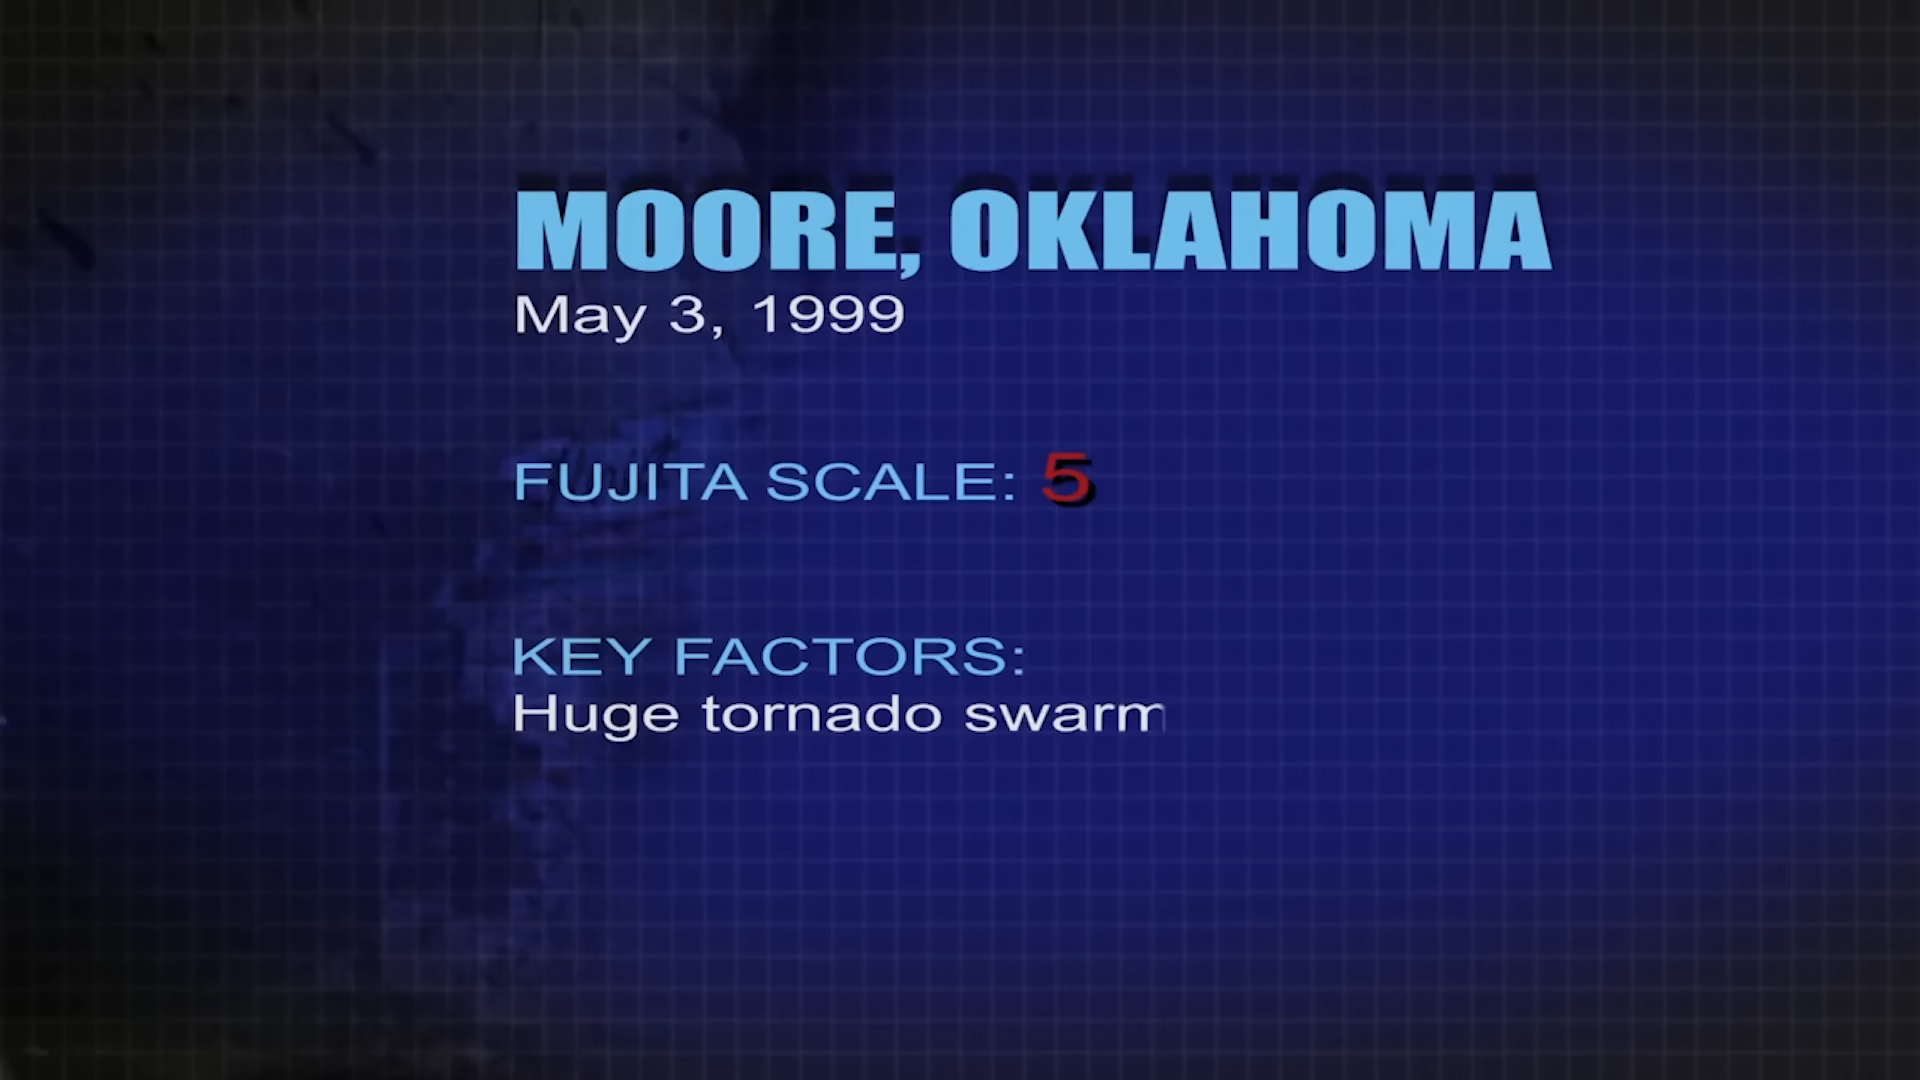 MOORE, OKLAHOMA
May 3, 1999
FUJITA SCALE: 5
KEY FACTORS:
Huge tornado swarm